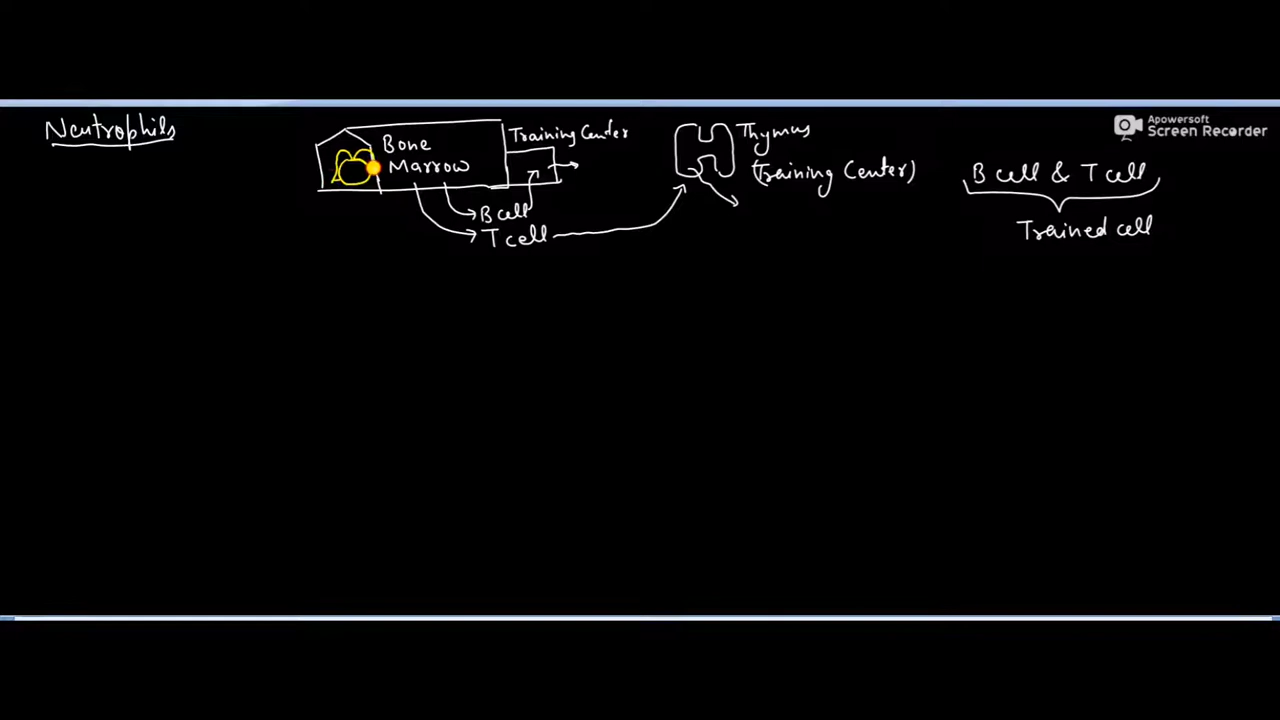 Neutrophils
Bone
Marrow
Training Center
B cell
T cell
Thymus
(Training Center)
B cell & T cell
Trained cell
Apowersoft
Screen Recorder